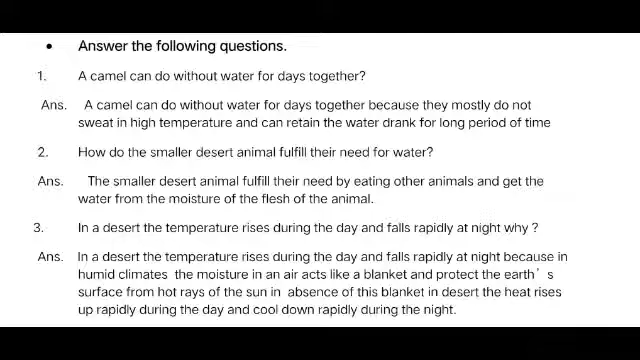 • Answer the following questions.
1. A camel can do without water for days together?
Ans. A camel can do without water for days together because they mostly do not
sweat in high temperature and can retain the water drank for long period of time
2. How do the smaller desert animal fulfill their need for water?
Ans. The smaller desert animal fulfill their need by eating other animals and get the
water from the moisture of the flesh of the animal.
3. In a desert the temperature rises during the day and falls rapidly at night why ?
Ans. In a desert the temperature rises during the day and falls rapidly at night because in
humid climates the moisture in an air acts like a blanket and protect the earth's
surface from hot rays of the sun in absence of this blanket in desert the heat rises
up rapidly during the day and cool down rapidly during the night.